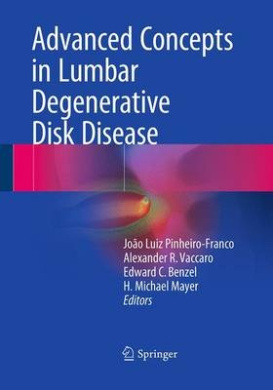 Advanced Concepts
in Lumbar
Degenerative
Disk Disease
João Luiz Pinheiro-Franco
Alexander R. Vaccaro
Edward C. Benzel
H. Michael Mayer
Editors
Springer